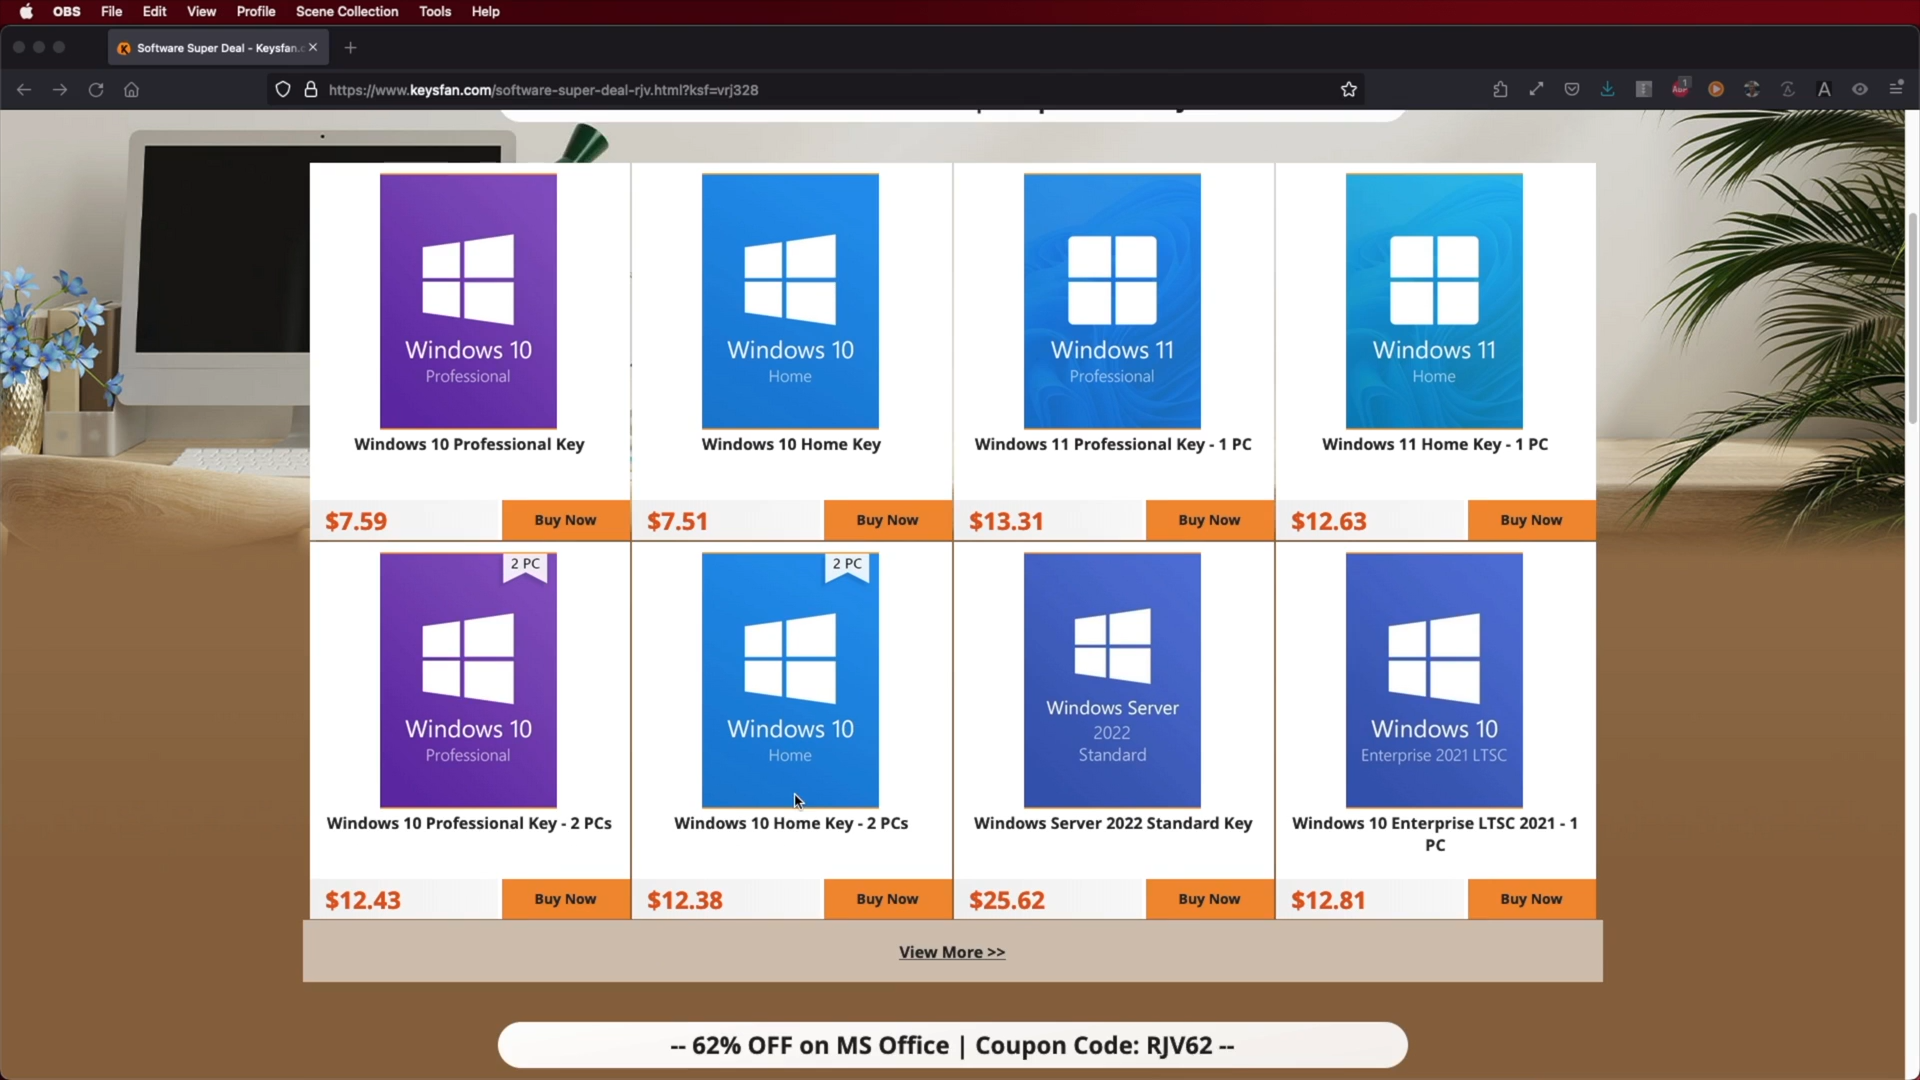 OBS File Edit View Profile Scene Collection Tools Help
Software Super Deal - Keysfan.c
https://www.keysfan.com/software-super-deal-rjv.html?ksf=vrj328
1
A
Windows 10
Professional
Windows 10
Home
Windows 11
Professional
Windows 11
Home
Windows 10 Professional Key
Windows 10 Home Key
Windows 11 Professional Key - 1 PC
Windows 11 Home Key - 1 PC
$7.59 Buy Now
$7.51 Buy Now
$13.31 Buy Now
$12.63 Buy Now
2 PC
Windows 10
Professional
2 PC
Windows 10
Home
Windows Server
2022
Standard
Windows 10
Enterprise 2021 LTSC
Windows 10 Professional Key - 2 PCs
Windows 10 Home Key - 2 PCs
Windows Server 2022 Standard Key
Windows 10 Enterprise LTSC 2021 - 1
PC
$12.43 Buy Now
$12.38 Buy Now
$25.62 Buy Now
$12.81 Buy Now
View More >>
-- 62% OFF on MS Office | Coupon Code: RJV62 --